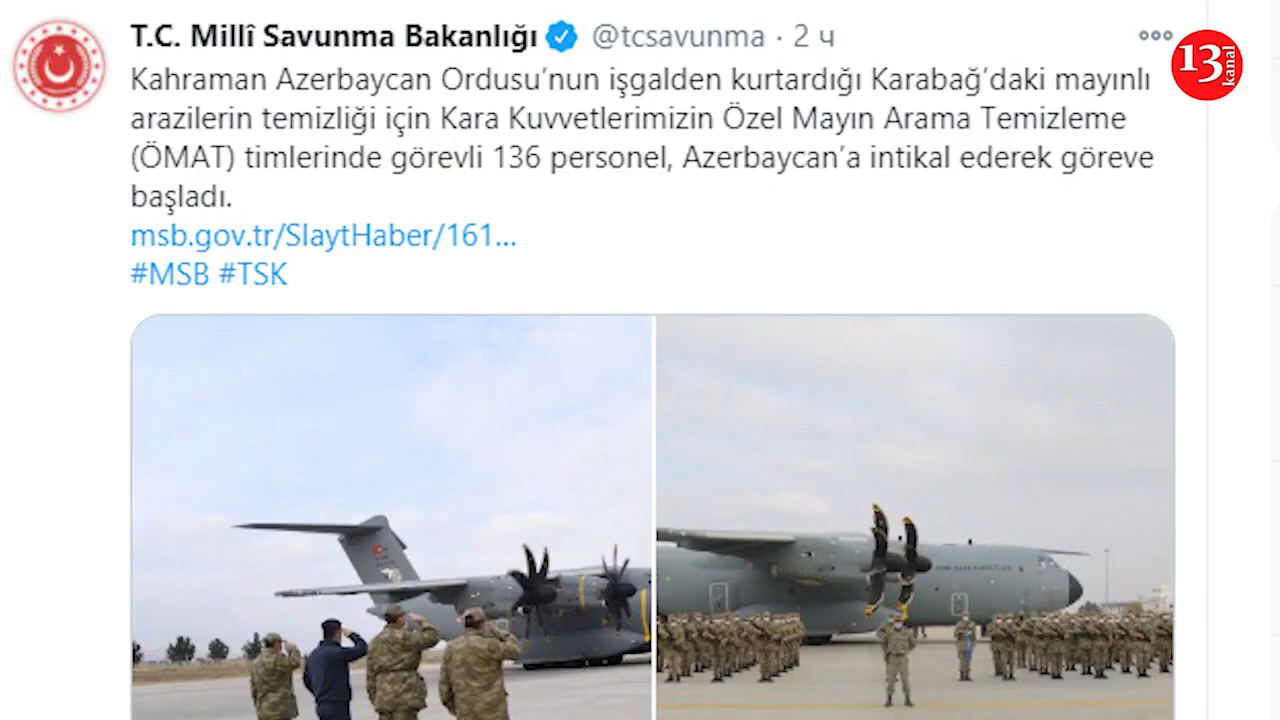 T.C. Millî Savunma Bakanlığı @tcsavunma · 2 ч
13 kanal
Kahraman Azerbaycan Ordusu’nun işgalden kurtardığı Karabağ’daki mayınlı
arazilerin temizliği için Kara Kuvvetlerimizin Özel Mayın Arama Temizleme
(ÖMAT) timlerinde görevli 136 personel, Azerbaycan’a intikal ederek göreve
başladı.
msb.gov.tr/SlaytHaber/161...
#MSB #TSK